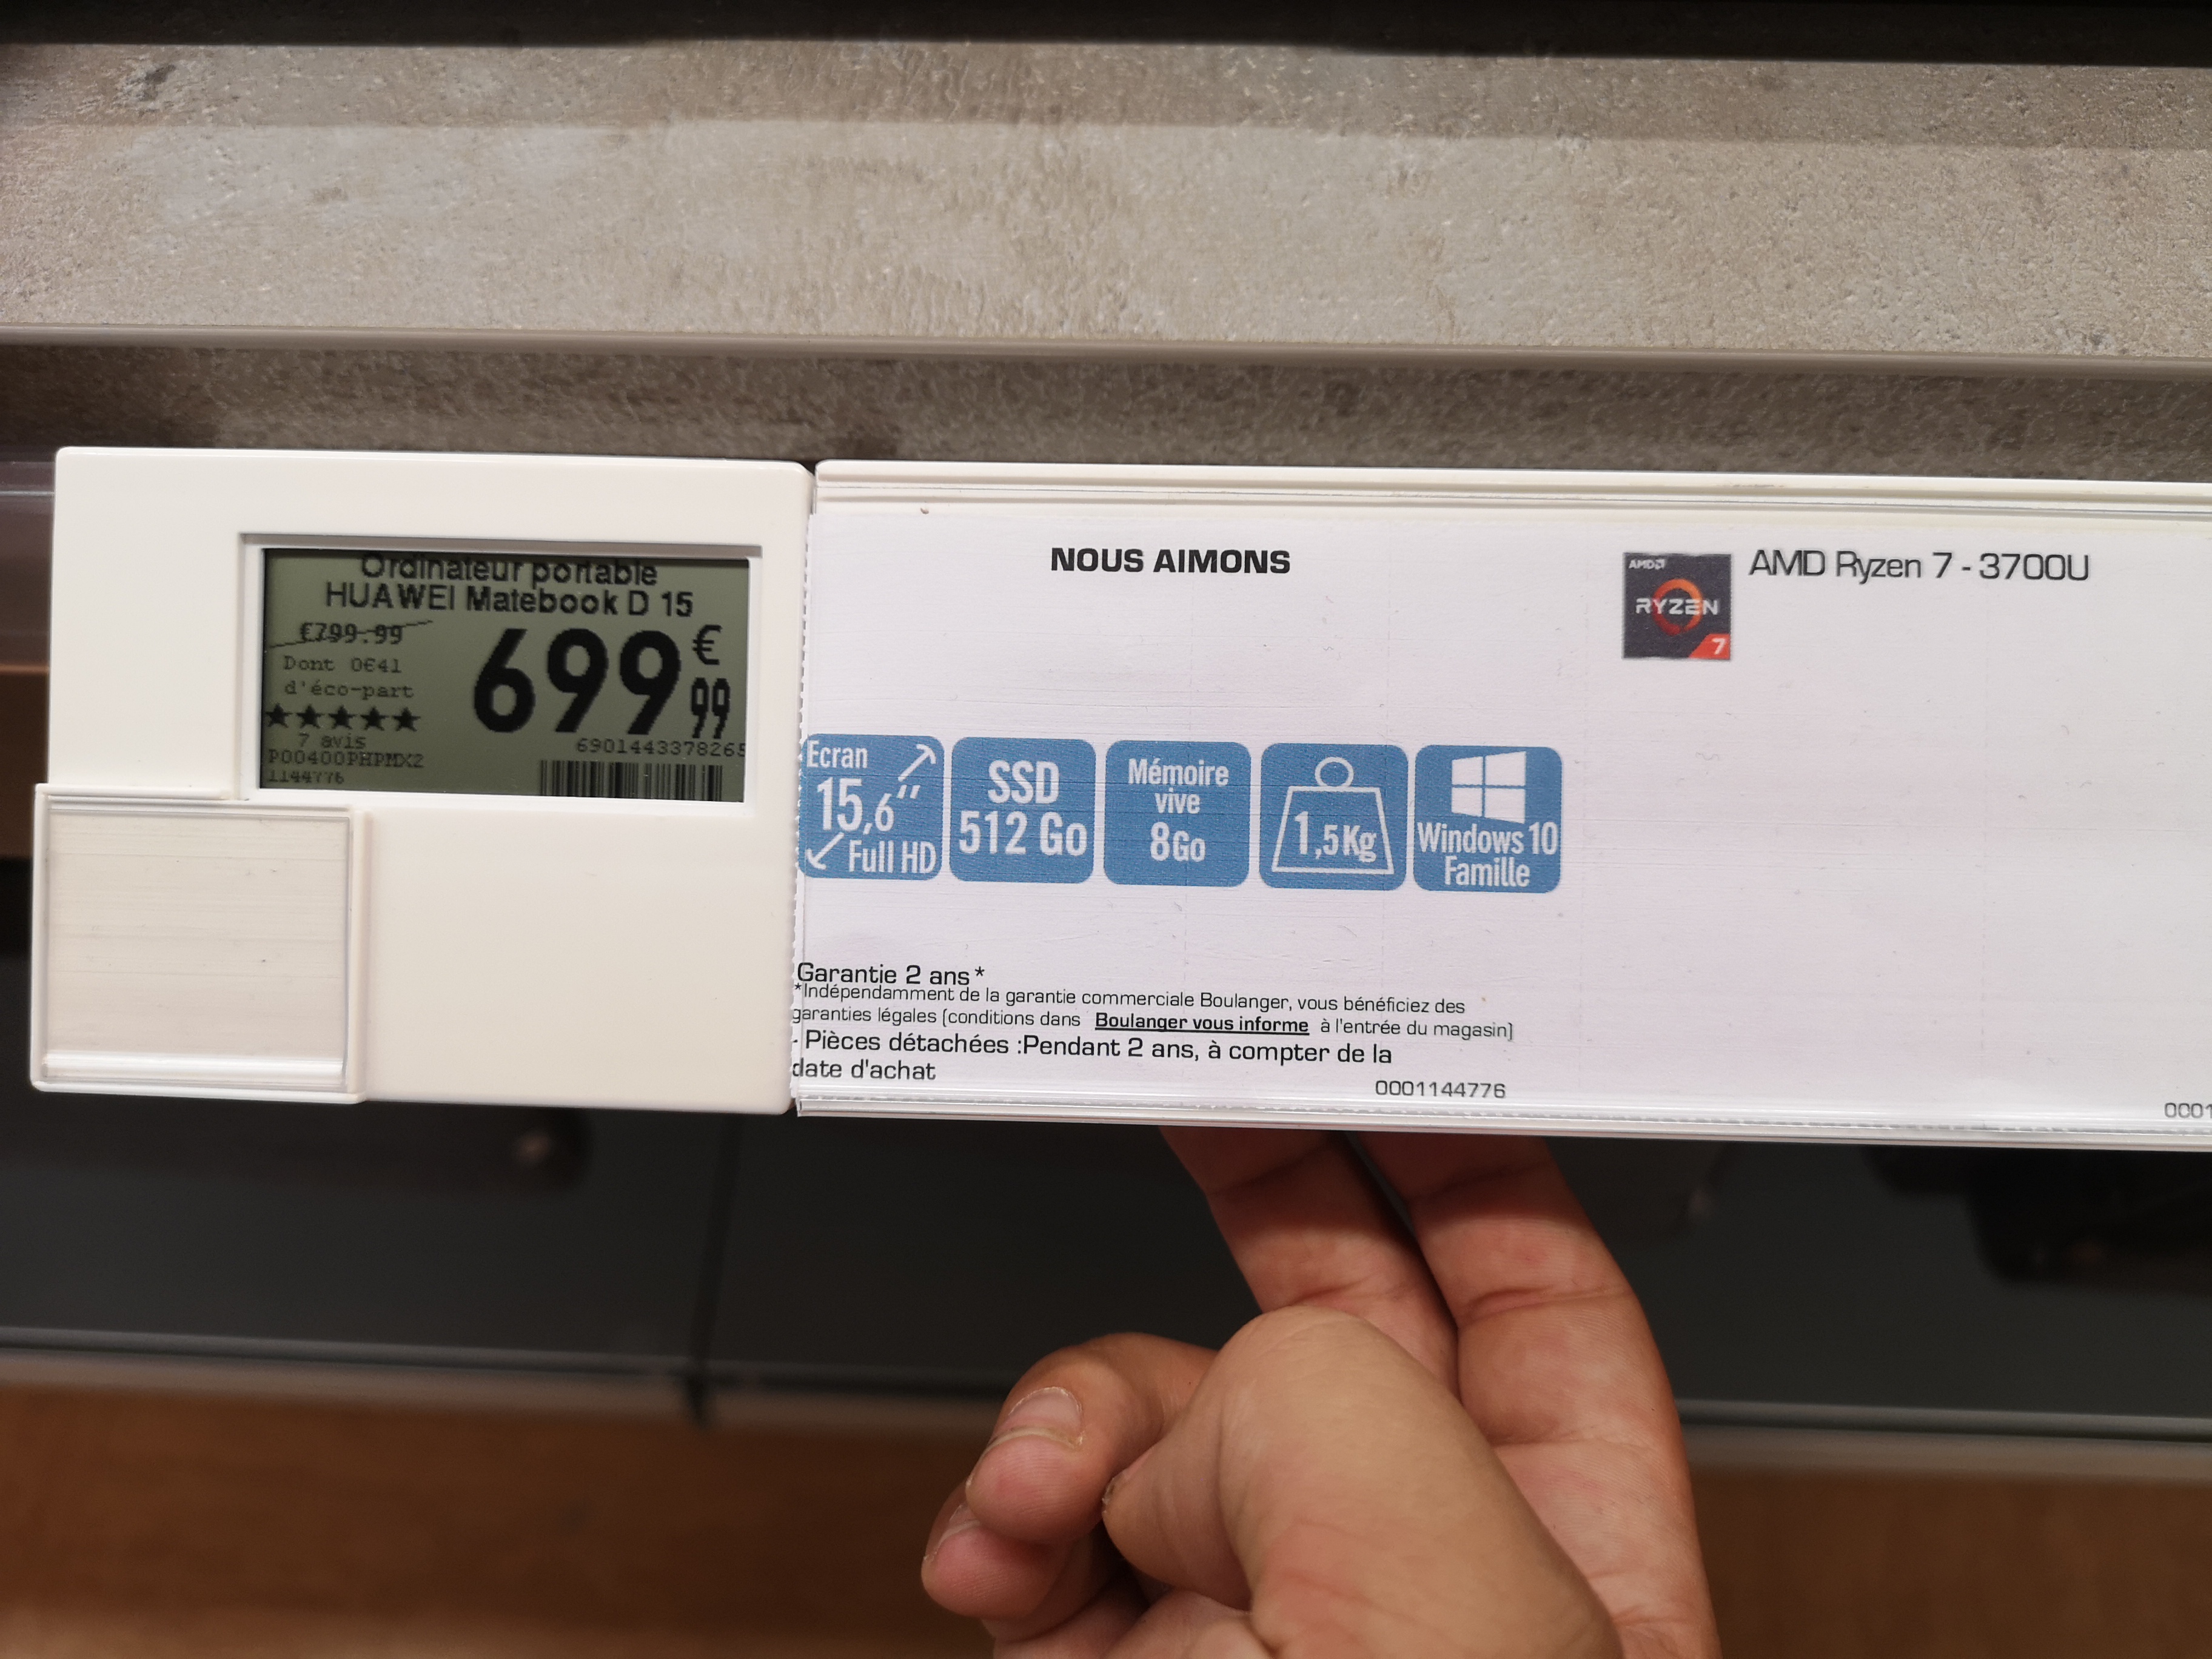 Ordinateur portable
HUAWEI Matebook D 15
€799.99
699€99
Dont 0€41
d'éco-part
★★★★★
7 avis
6901443378265
P00400PHPMX2
1144776
NOUS AIMONS
Ecran
15,6"
Full HD
SSD
512 Go
Mémoire
vive
8Go
1,5Kg
Windows 10
Famille
Garantie 2 ans*
*Indépendamment de la garantie commerciale Boulanger, vous bénéficiez des
garanties légales (conditions dans Boulanger vous informe à l'entrée du magasin)
- Pièces détachées :Pendant 2 ans, à compter de la
date d'achat
0001144776
AMD
RYZEN
7
AMD Ryzen 7 - 3700U
0001